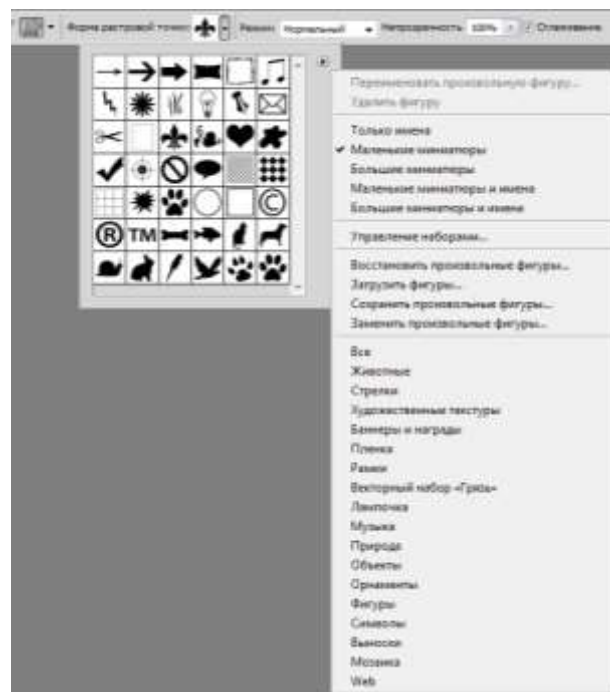 Форма растровой точки: Режим: Нормальный Непрозрачность: 100% Сглаживание
Переименовать произвольную фигуру...
Удалить фигуру
Только имена
Маленькие миниатюры
Большие миниатюры
Маленькие миниатюры и имена
Большие миниатюры и имена
Управление наборами...
Восстановить произвольные фигуры...
Загрузить фигуры...
Сохранить произвольные фигуры...
Заменить произвольные фигуры...
Все
Животные
Стрелки
Художественные текстуры
Баннеры и награды
Пленка
Рамки
Векторный набор «Грязь»
Лампочка
Музыка
Природа
Объекты
Орнаменты
Фигуры
Символы
Выноски
Мозаика
Web
©
® TM